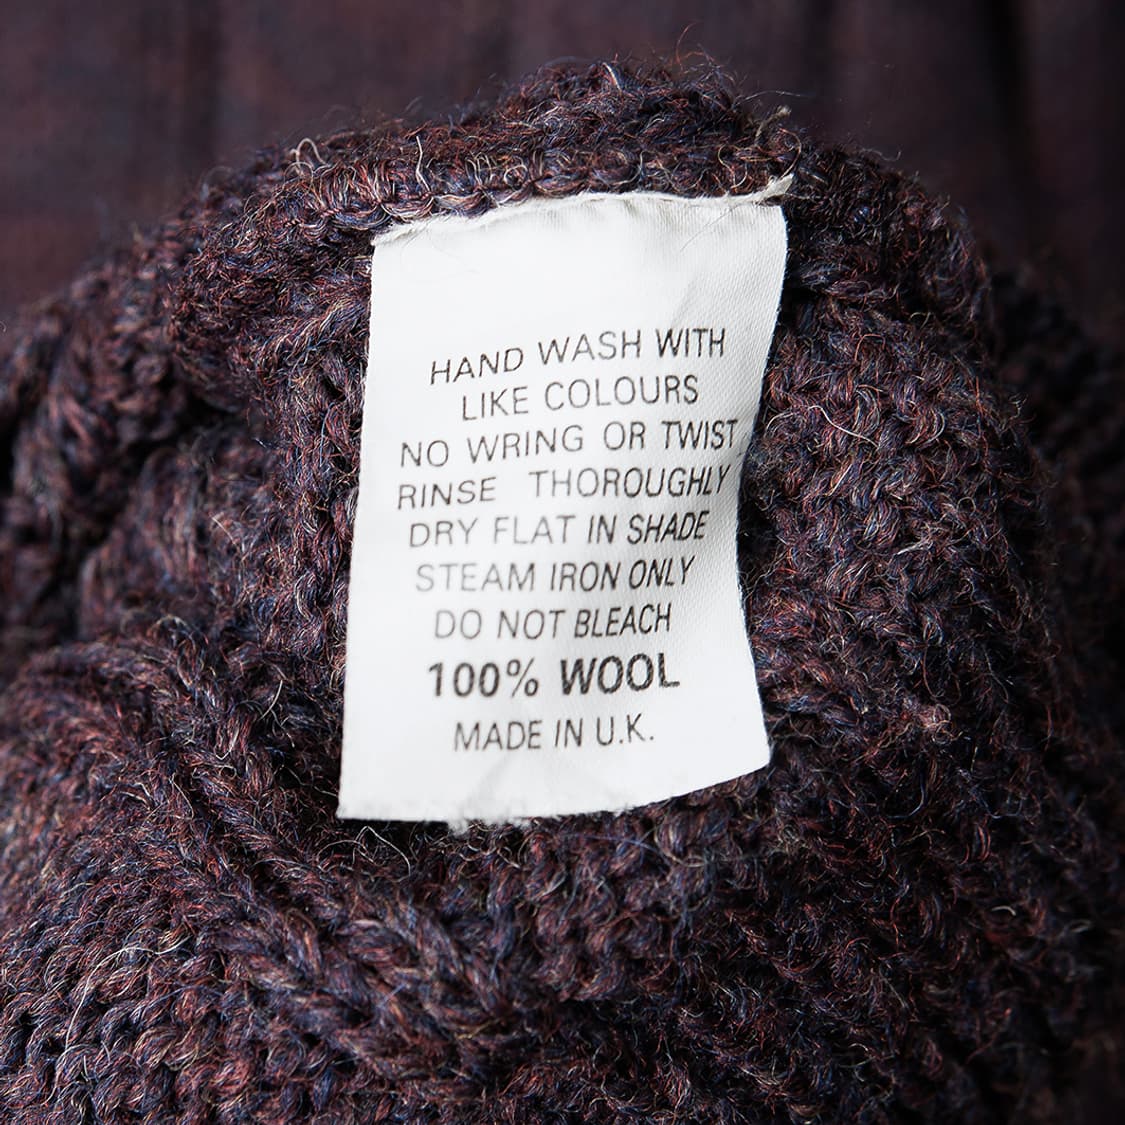 HAND WASH WITH
LIKE COLOURS
NO WRING OR TWIST
RINSE THOROUGHLY
DRY FLAT IN SHADE
STEAM IRON ONLY
DO NOT BLEACH
100% WOOL
MADE IN U.K.